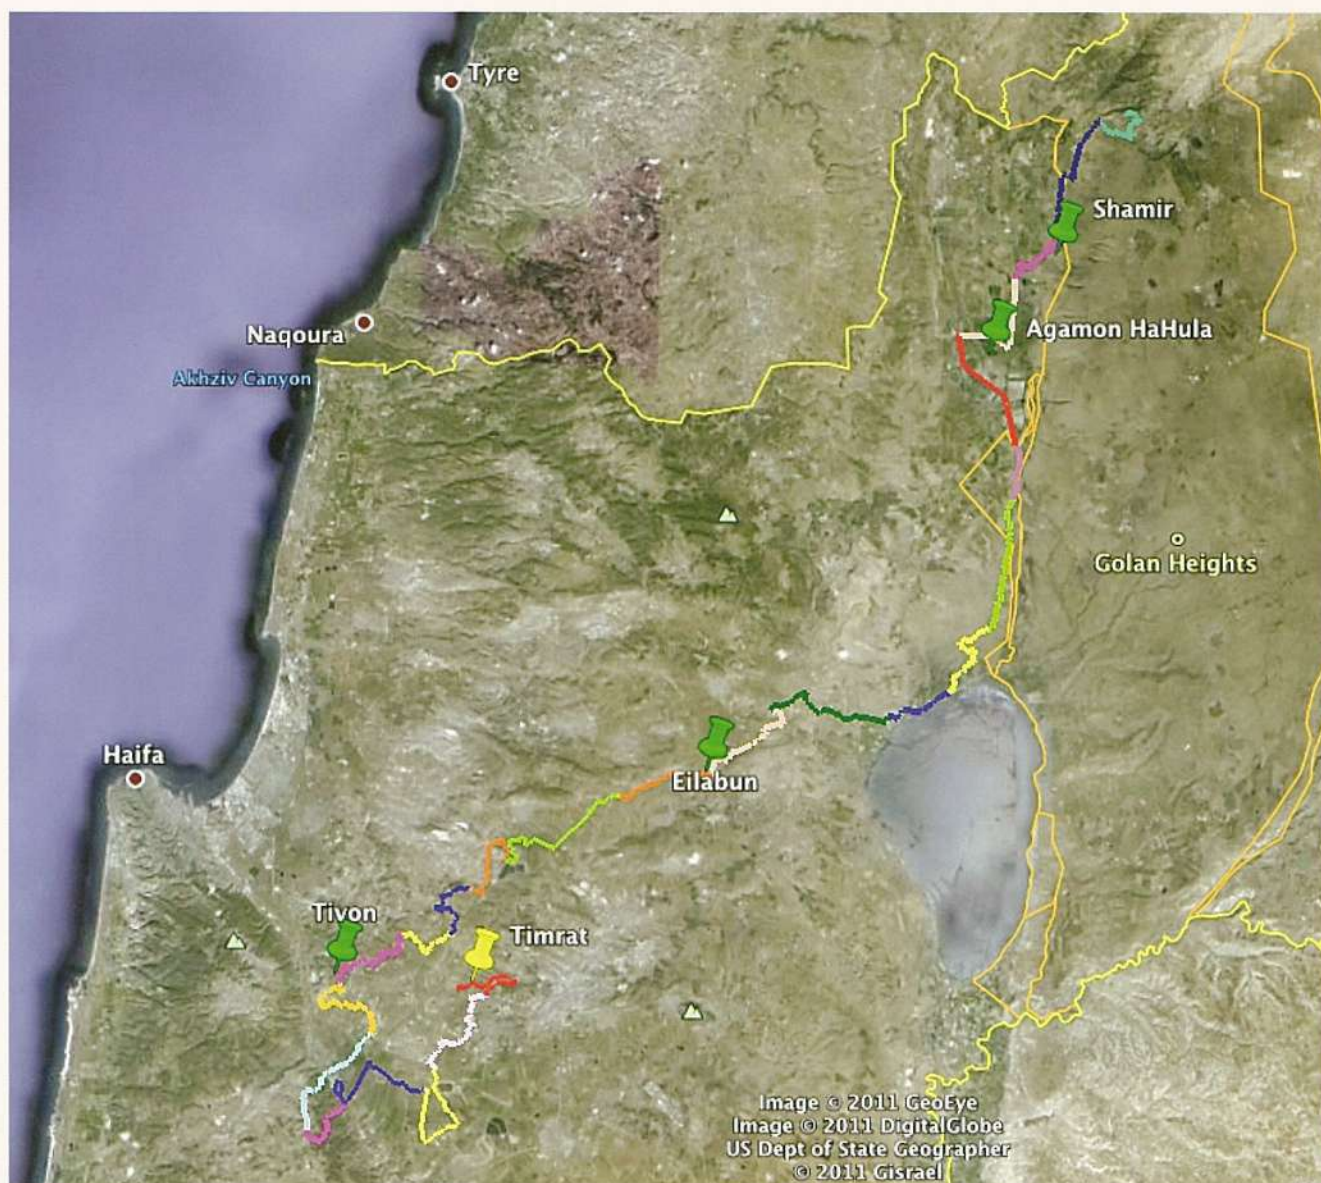 Tyre
Shamir
Naqoura
Agamon HaHula
Akhziv Canyon
Golan Heights
Haifa
Eilabun
Tivon
Timrat
Image © 2011 GeoEye
Image © 2011 DigitalGlobe
US Dept of State Geographer
© 2011 Gisrael